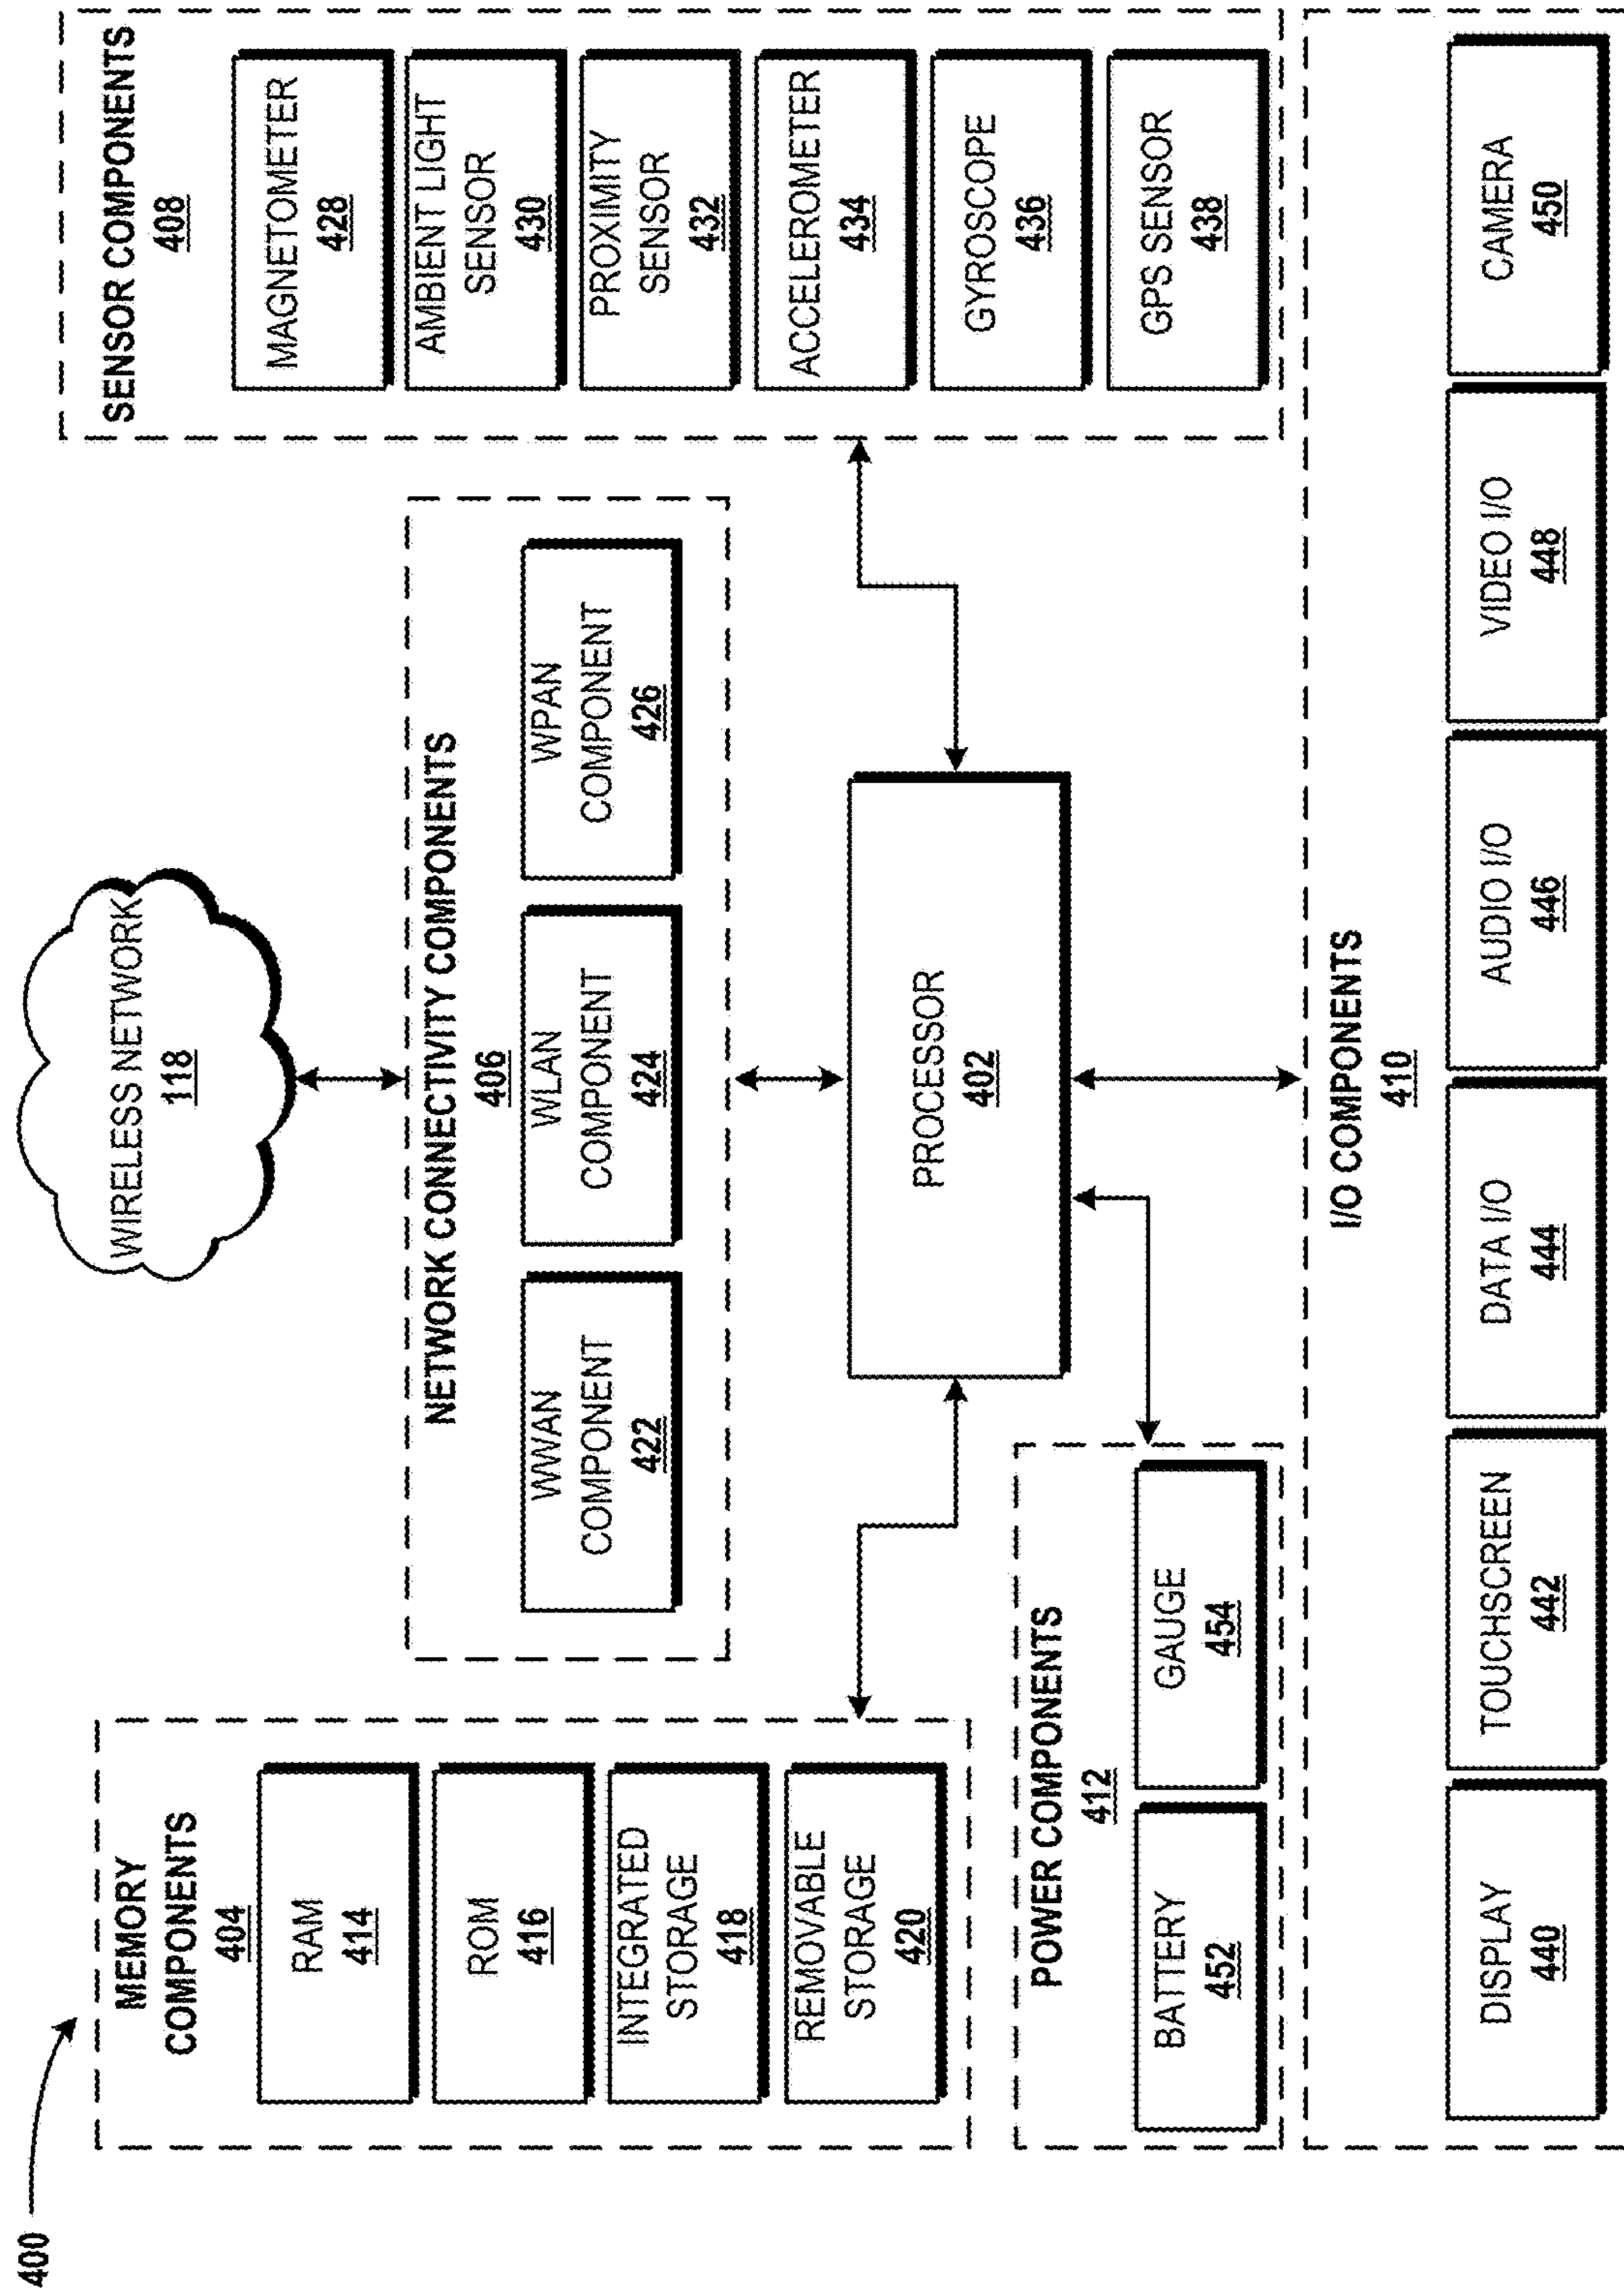 400
WIRELESS NETWORK
118
MEMORY
COMPONENTS
404
RAM
414
ROM
416
INTEGRATED
STORAGE
418
REMOVABLE
STORAGE
420
NETWORK CONNECTIVITY COMPONENTS
406
WWAN
COMPONENT
422
WLAN
COMPONENT
424
WPAN
COMPONENT
426
SENSOR COMPONENTS
408
MAGNETOMETER
428
AMBIENT LIGHT
SENSOR
430
PROXIMITY
SENSOR
432
ACCELEROMETER
434
GYROSCOPE
436
GPS SENSOR
438
PROCESSOR
402
POWER COMPONENTS
412
BATTERY
452
GAUGE
454
I/O COMPONENTS
410
DISPLAY
440
TOUCHSCREEN
442
DATA I/O
444
AUDIO I/O
446
VIDEO I/O
448
CAMERA
450